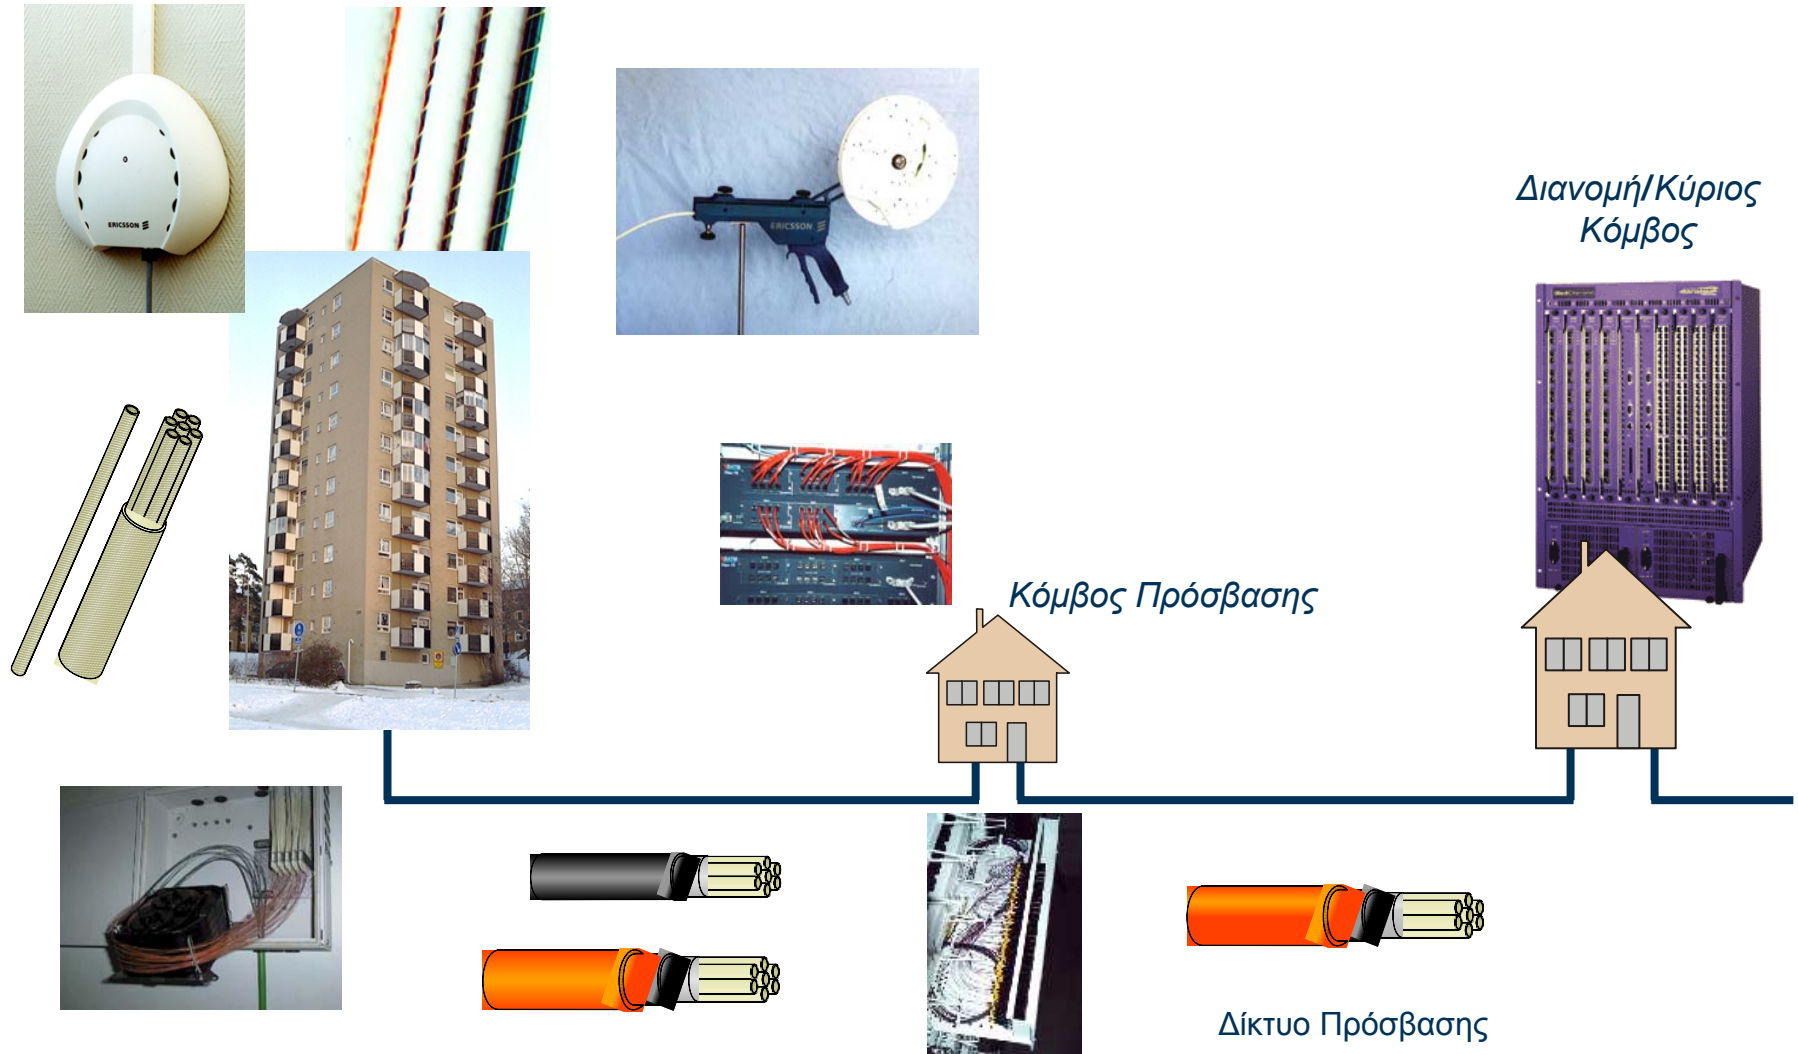 ERICSSON
ERICSSON
Διανομή/Κύριος
Κόμβος
Κόμβος Πρόσβασης
Δίκτυο Πρόσβασης